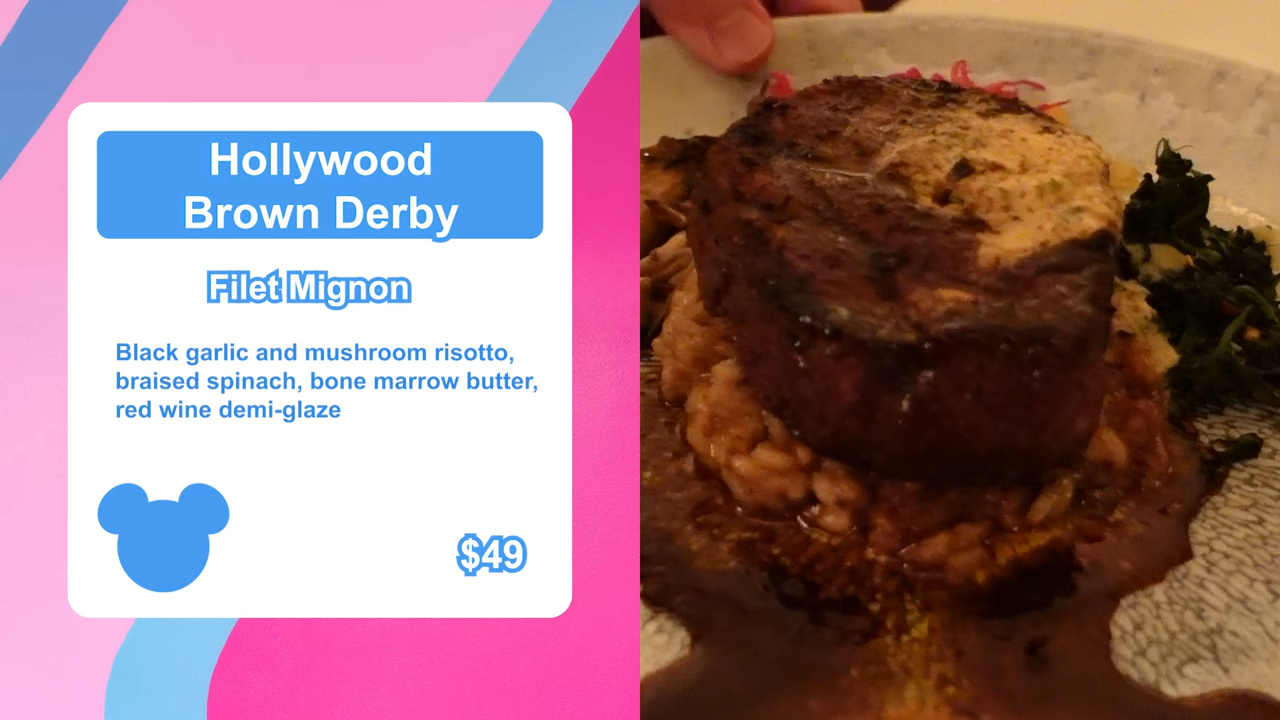 Hollywood
Brown Derby
Filet Mignon
Black garlic and mushroom risotto,
braised spinach, bone marrow butter,
red wine demi-glaze
$49